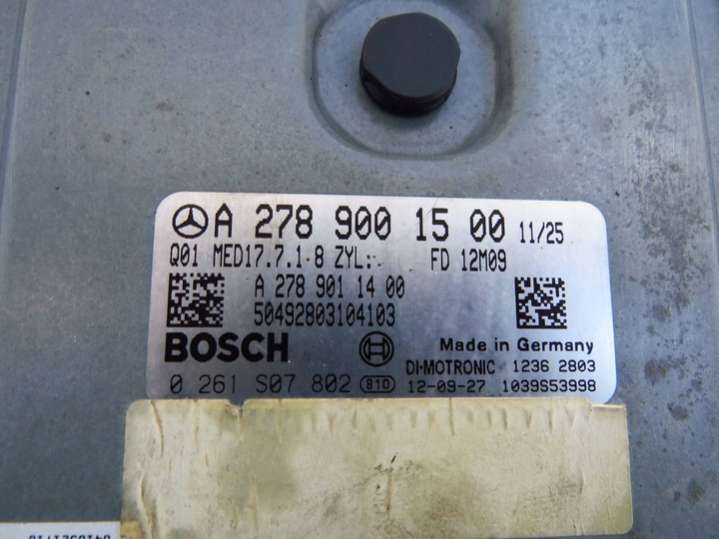 A 278 900 15 00 11/25
Q01 MED17.7.1-8 ZYL: FD 12M09
A 278 901 14 00
50492803104103
BOSCH Made in Germany
DI-MOTRONIC 1236 2803
0 261 S07 802 810 12-09-27 1039S53998